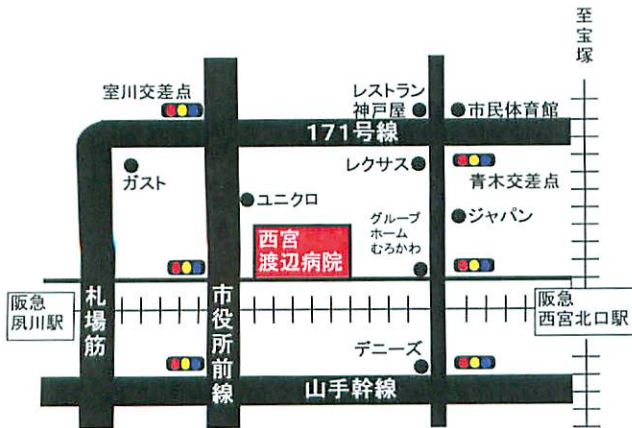 至宝塚
室川交差点
レストラン
神戸屋
市民体育館
171号線
ガスト
レクサス
青木交差点
ユニクロ
ジャパン
西宮
渡辺病院
グループ
ホーム
むろかわ
阪急
夙川駅
札場筋
市役所前線
阪急
西宮北口駅
デニーズ
山手幹線